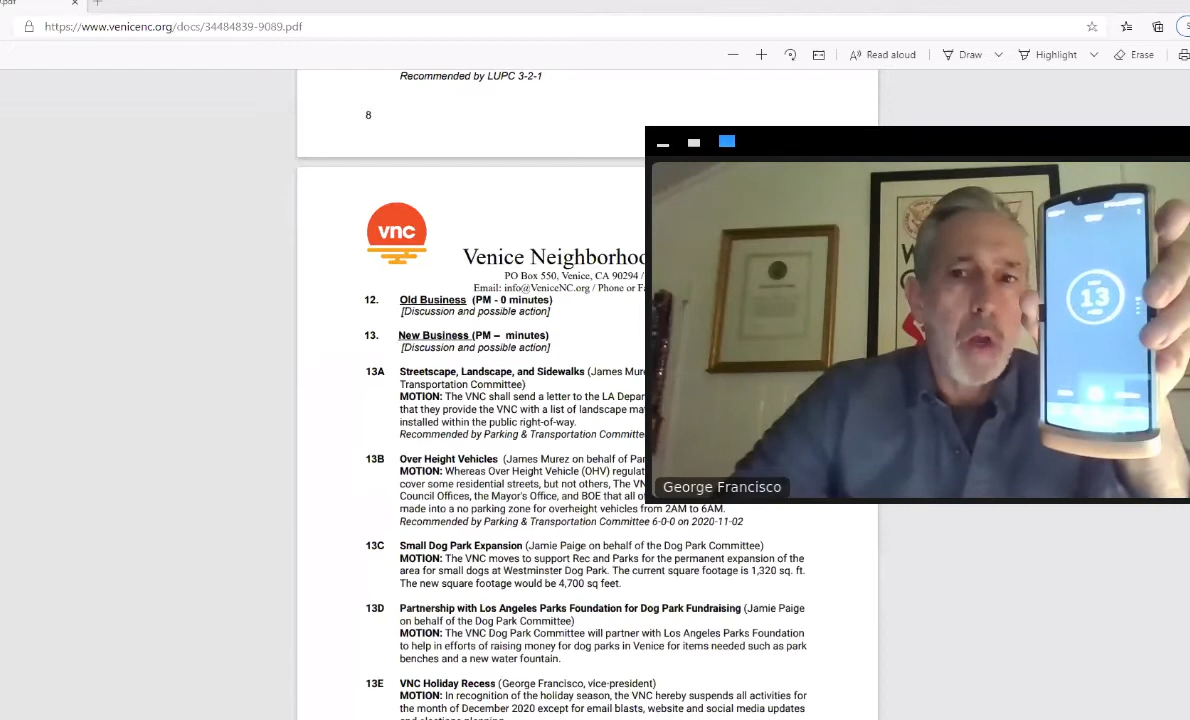 .pdf
https://www.venicenc.org/docs/34484839-9089.pdf
Read aloud
Draw
Highlight
Erase
Recommended by LUPC 3-2-1
8
vnc
Venice Neighborhoo
PO Box 550, Venice, CA 90294 /
Email: info@VeniceNC.org / Phone or Fa
12. Old Business (PM - 0 minutes)
[Discussion and possible action]
13. New Business (PM – minutes)
[Discussion and possible action]
13A Streetscape, Landscape, and Sidewalks (James Mure
Transportation Committee)
MOTION: The VNC shall send a letter to the LA Depar
that they provide the VNC with a list of landscape ma
installed within the public right-of-way.
Recommended by Parking & Transportation Committe
13B Over Height Vehicles (James Murez on behalf of Par
MOTION: Whereas Over Height Vehicle (OHV) regulat
cover some residential streets, but not others, The VN
Council Offices, the Mayor's Office, and BOE that all o
made into a no parking zone for overheight vehicles from 2AM to 6AM.
Recommended by Parking & Transportation Committee 6-0-0 on 2020-11-02
13C Small Dog Park Expansion (Jamie Paige on behalf of the Dog Park Committee)
MOTION: The VNC moves to support Rec and Parks for the permanent expansion of the
area for small dogs at Westminster Dog Park. The current square footage is 1,320 sq. ft.
The new square footage would be 4,700 sq feet.
13D Partnership with Los Angeles Parks Foundation for Dog Park Fundraising (Jamie Paige
on behalf of the Dog Park Committee)
MOTION: The VNC Dog Park Committee will partner with Los Angeles Parks Foundation
to help in efforts of raising money for dog parks in Venice for items needed such as park
benches and a new water fountain.
13E VNC Holiday Recess (George Francisco, vice-president)
MOTION: In recognition of the holiday season, the VNC hereby suspends all activities for
the month of December 2020 except for email blasts, website and social media updates
13
George Francisco